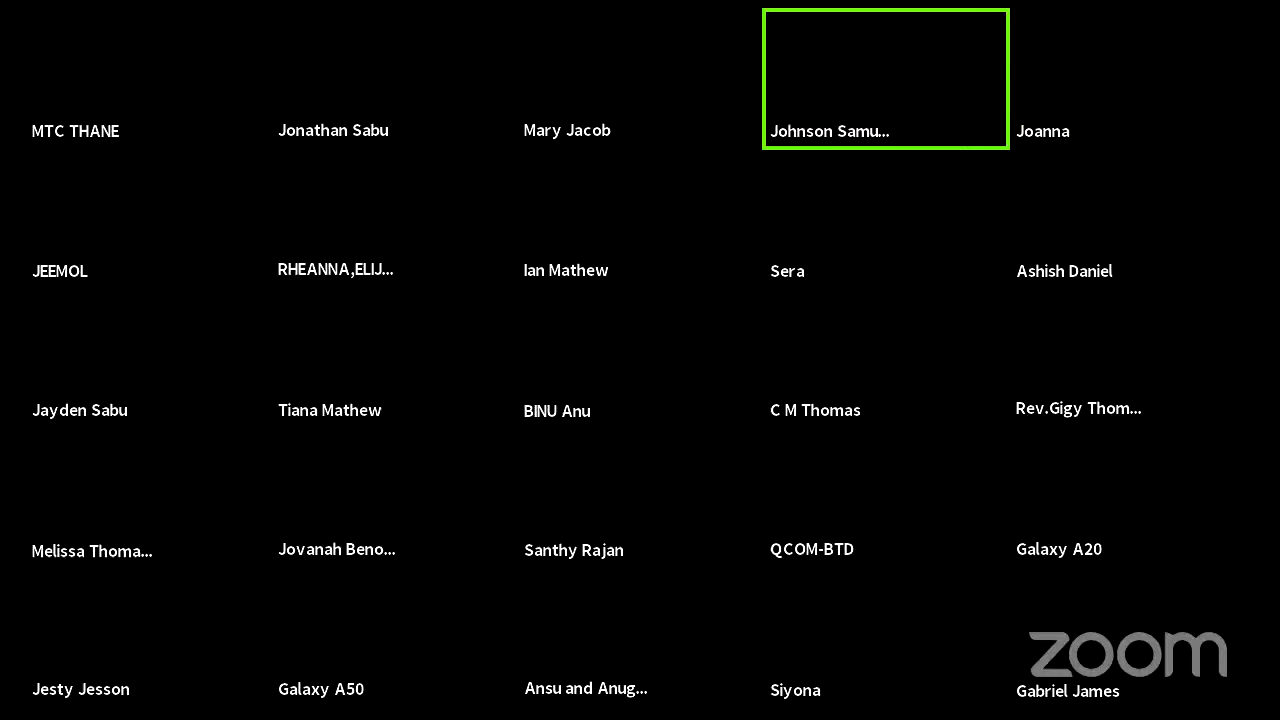 MTC THANE
Jonathan Sabu
Mary Jacob
Johnson Samu...
Joanna
JEEMOL
RHEANNA,ELIJ...
Ian Mathew
Sera
Ashish Daniel
Jayden Sabu
Tiana Mathew
BINU Anu
C M Thomas
Rev.Gigy Thom...
Melissa Thoma...
Jovanah Beno...
Santhy Rajan
QCOM-BTD
Galaxy A20
Jesty Jesson
Galaxy A50
Ansu and Anug...
Siyona
zoom
Gabriel James